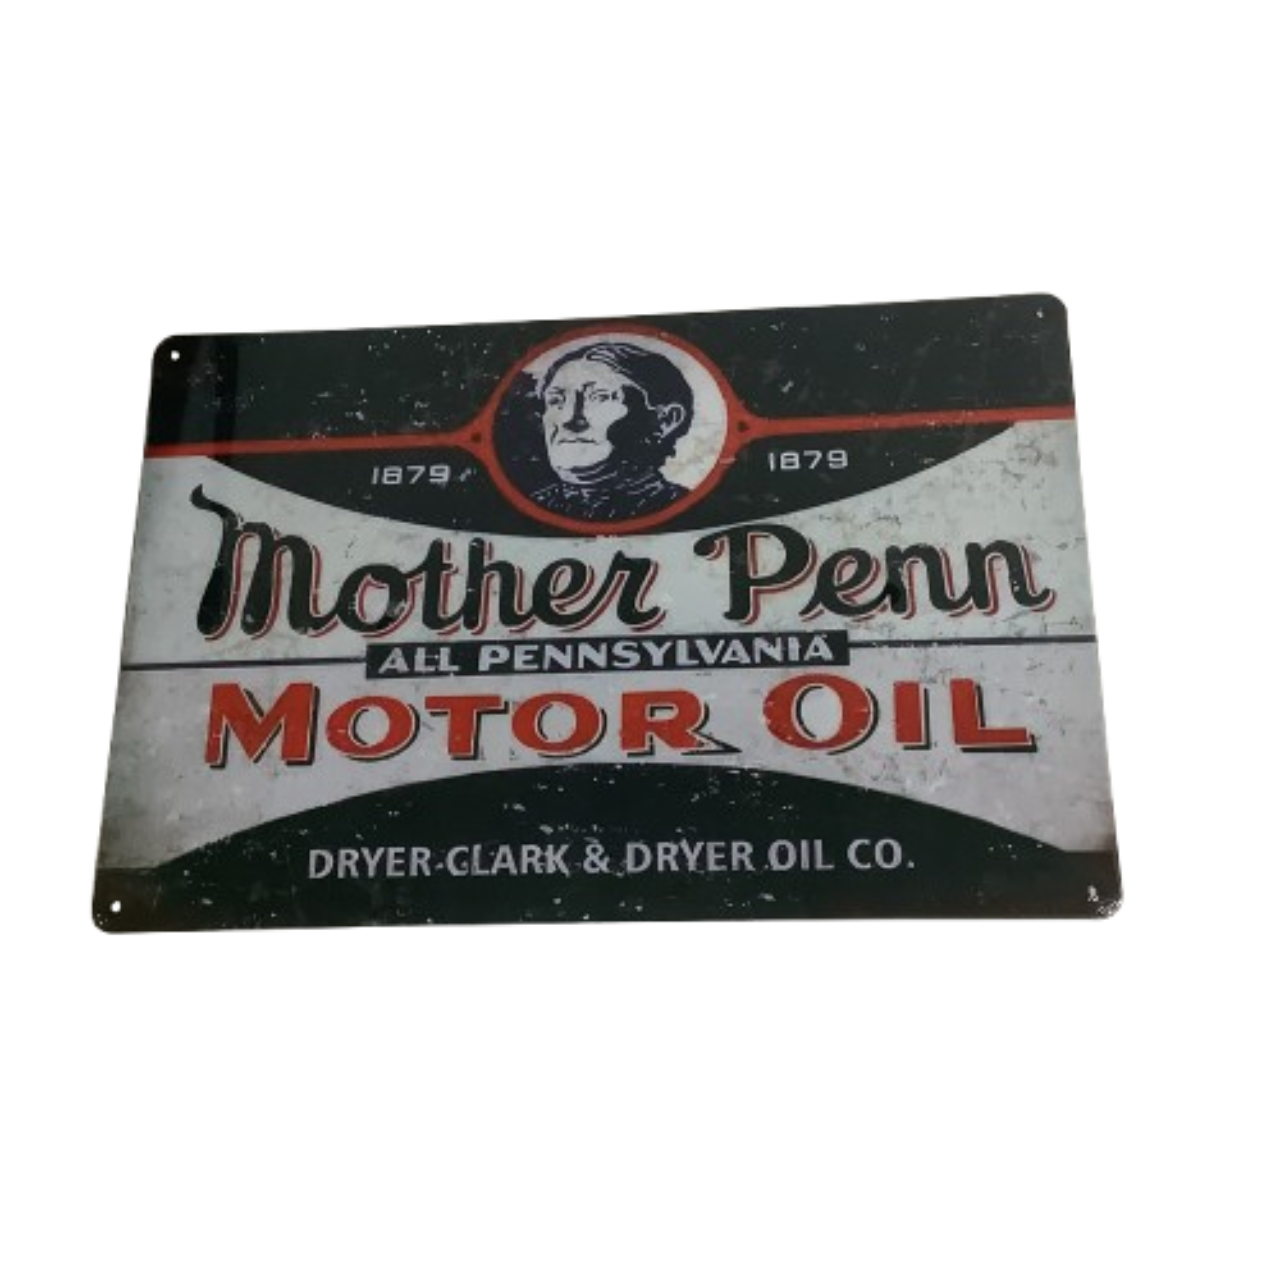 1879 1879
Mother Penn
ALL PENNSYLVANIA
MOTOR OIL
DRYER-CLARK & DRYER OIL CO.